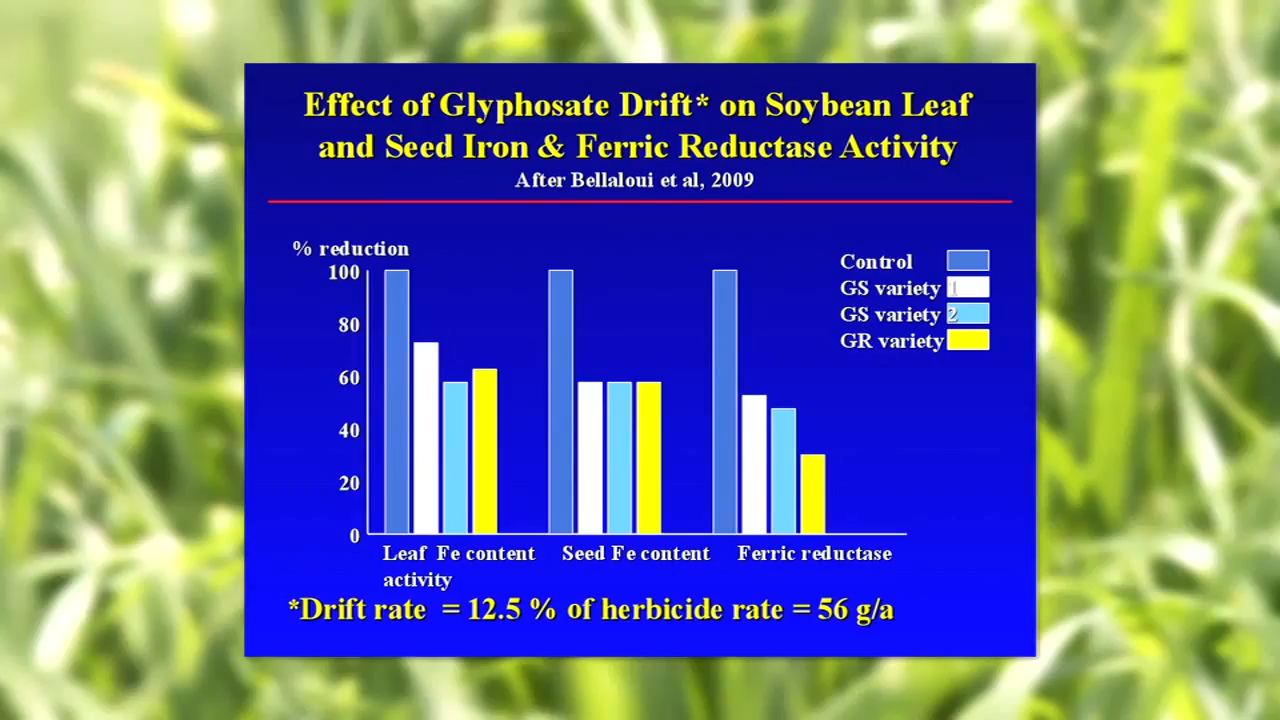 Effect of Glyphosate Drift* on Soybean Leaf
and Seed Iron & Ferric Reductase Activity
After Bellaloui et al, 2009
% reduction
100
80
60
40
20
0
Control
GS variety 1
GS variety 2
GR variety
Leaf Fe content Seed Fe content Ferric reductase
activity
*Drift rate = 12.5 % of herbicide rate = 56 g/a